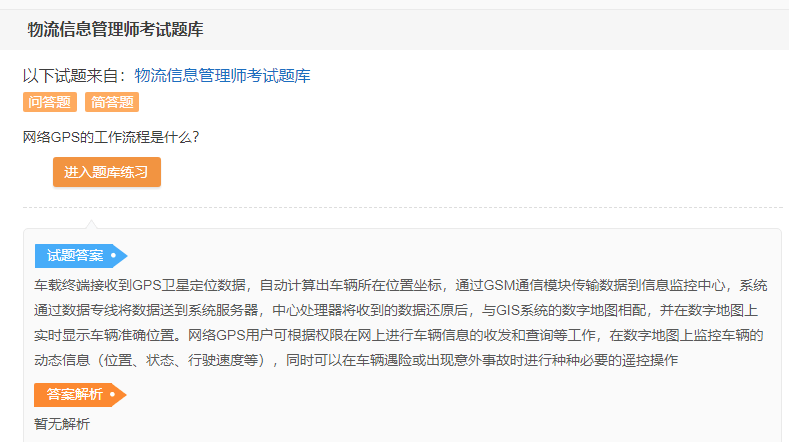 物流信息管理师考试题库
以下试题来自：物流信息管理师考试题库
问答题 简答题
网络GPS的工作流程是什么?
进入题库练习
试题答案
车载终端接收到GPS卫星定位数据，自动计算出车辆所在位置坐标，通过GSM通信模块传输数据到信息监控中心，系统
通过数据专线将数据送到系统服务器，中心处理器将收到的数据还原后，与GIS系统的数字地图相配，并在数字地图上
实时显示车辆准确位置。网络GPS用户可根据权限在网上进行车辆信息的收发和查询等工作，在数字地图上监控车辆的
动态信息（位置、状态、行驶速度等），同时可以在车辆遇险或出现意外事故时进行种种必要的遥控操作
答案解析
暂无解析